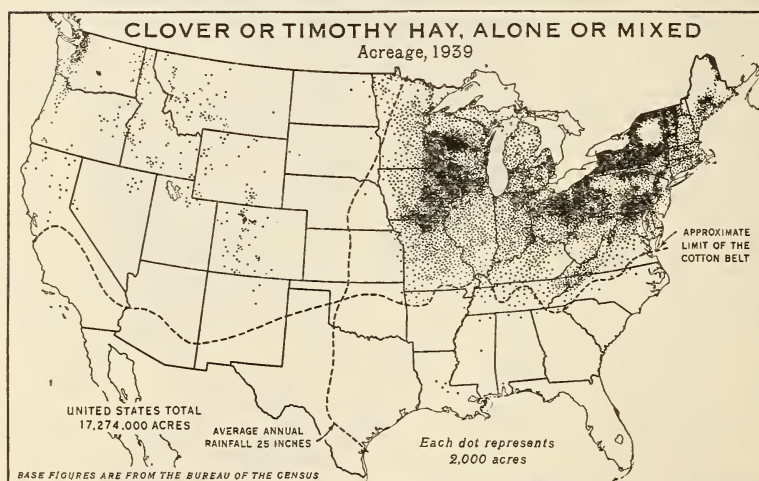 CLOVER OR TIMOTHY HAY, ALONE OR MIXED
Acreage, 1939
APPROXIMATE
LIMIT OF THE
COTTON BELT
UNITED STATES TOTAL
17,274,000 ACRES
AVERAGE ANNUAL
RAINFALL 25 INCHES
Each dot represents
2,000 acres
BASE FIGURES ARE FROM THE BUREAU OF THE CENSUS